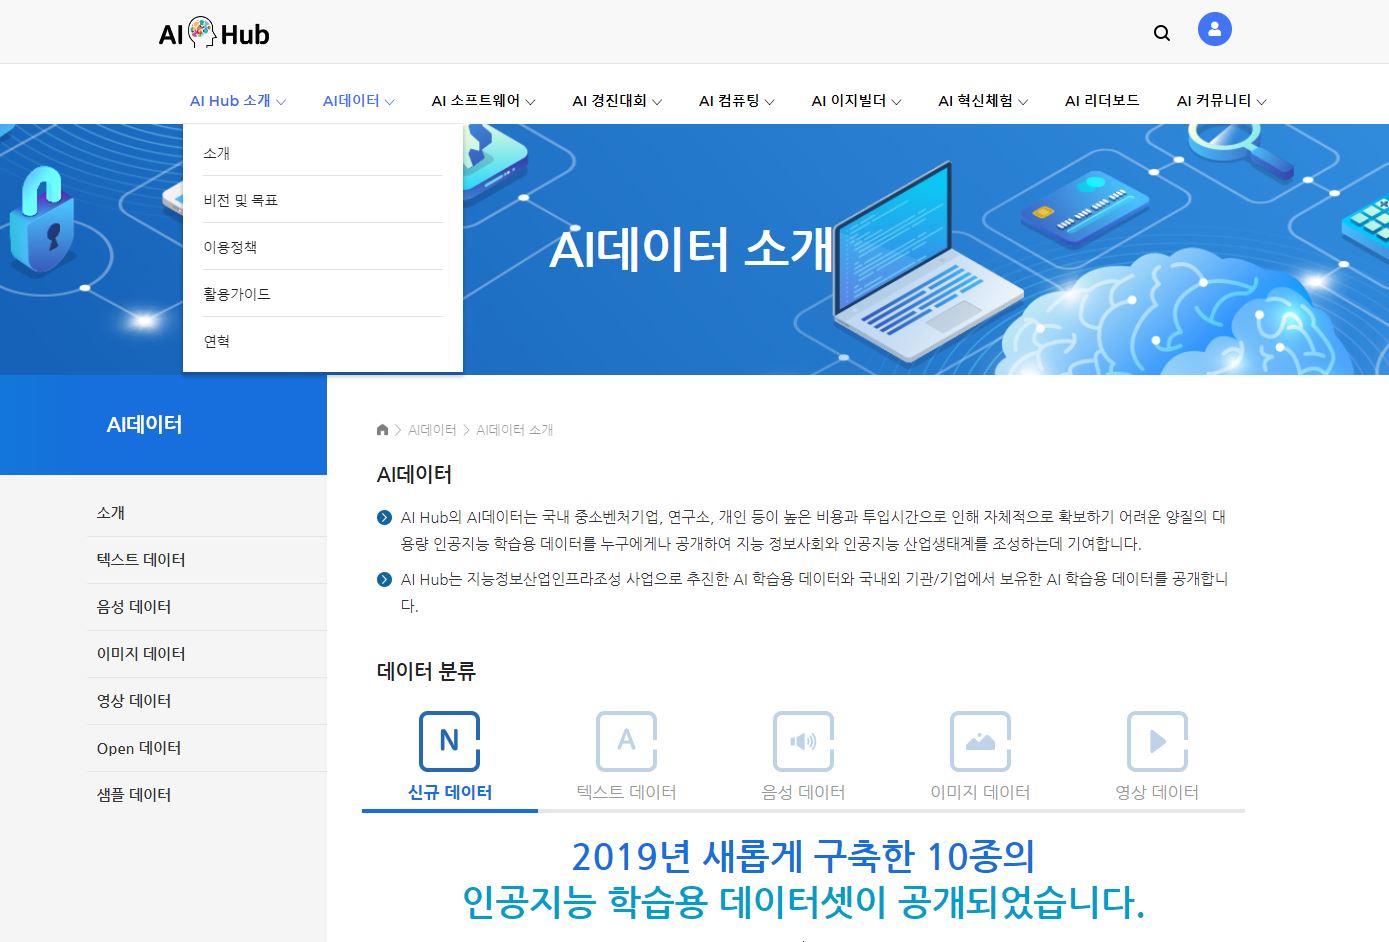 AI Hub
AI Hub 소개 AI데이터 AI 소프트웨어 AI 경진대회 AI 컴퓨팅 AI 이지빌더 AI 혁신체험 AI 리더보드 AI 커뮤니티
소개
비전 및 목표
이용정책
활용가이드
연혁
AI데이터 소개
AI데이터
소개
텍스트 데이터
음성 데이터
이미지 데이터
영상 데이터
Open 데이터
샘플 데이터
AI데이터 > AI데이터 소개
AI데이터
AI Hub의 AI데이터는 국내 중소벤처기업, 연구소, 개인 등이 높은 비용과 투입시간으로 인해 자체적으로 확보하기 어려운 양질의 대
용량 인공지능 학습용 데이터를 누구에게나 공개하여 지능 정보사회와 인공지능 산업생태계를 조성하는데 기여합니다.
AI Hub는 지능정보산업인프라조성 사업으로 추진한 AI 학습용 데이터와 국내외 기관/기업에서 보유한 AI 학습용 데이터를 공개합니
다.
데이터 분류
N A
신규 데이터 텍스트 데이터 음성 데이터 이미지 데이터 영상 데이터
2019년 새롭게 구축한 10종의
인공지능 학습용 데이터셋이 공개되었습니다.